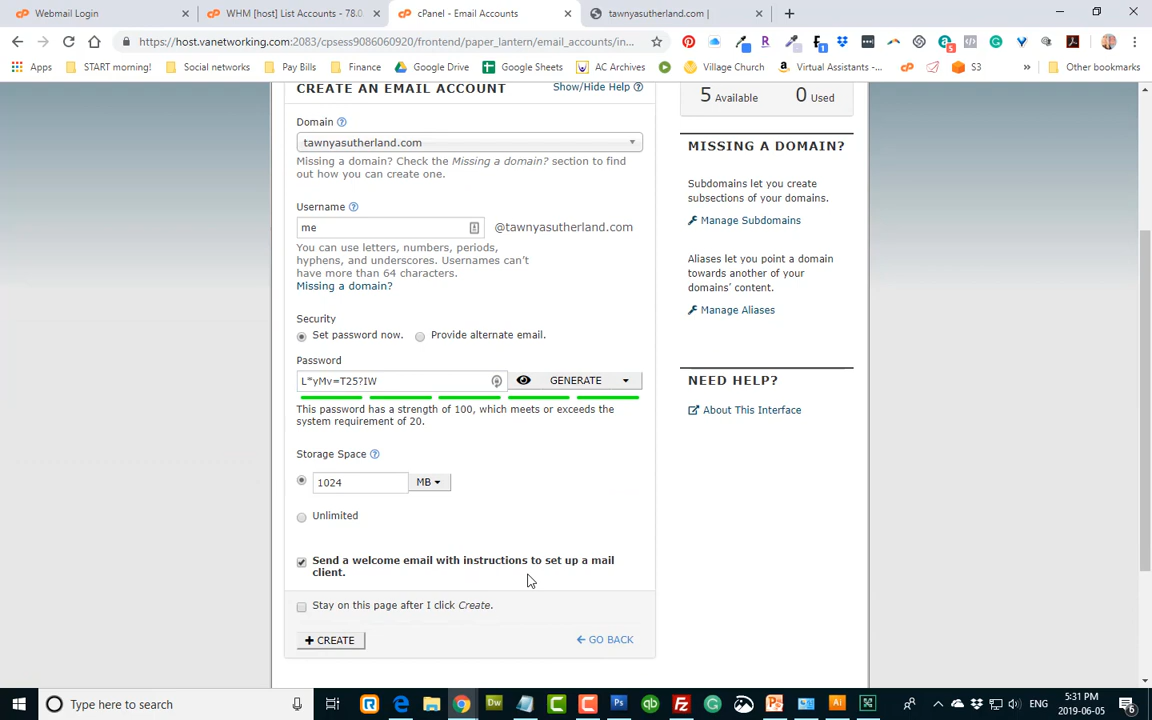 Webmail Login
WHM [host] List Accounts - 78.0.
cPanel - Email Accounts
tawnyasutherland.com |
https://host.vanetworking.com:2083/cpsess9086060920/frontend/paper_lantern/email_accounts/in...
Apps
START morning!
Social networks
Pay Bills
Finance
Google Drive
Google Sheets
AC Archives
Village Church
Virtual Assistants -...
S3
»
Other bookmarks
CREATE AN EMAIL ACCOUNT
Show/Hide Help
5 Available
0 Used
Domain
tawnyasutherland.com
Missing a domain? Check the Missing a domain? section to find
out how you can create one.
Username
me
@tawnyasutherland.com
You can use letters, numbers, periods,
hyphens, and underscores. Usernames can't
have more than 64 characters.
Missing a domain?
Security
Set password now.
Provide alternate email.
Password
L*yMv=T25?IW
GENERATE
This password has a strength of 100, which meets or exceeds the
system requirement of 20.
Storage Space
1024
MB
Unlimited
Send a welcome email with instructions to set up a mail
client.
Stay on this page after I click Create.
+ CREATE
GO BACK
MISSING A DOMAIN?
Subdomains let you create
subsections of your domains.
Manage Subdomains
Aliases let you point a domain
towards another of your
domains' content.
Manage Aliases
NEED HELP?
About This Interface
Type here to search
ENG
5:31 PM
2019-06-05
6